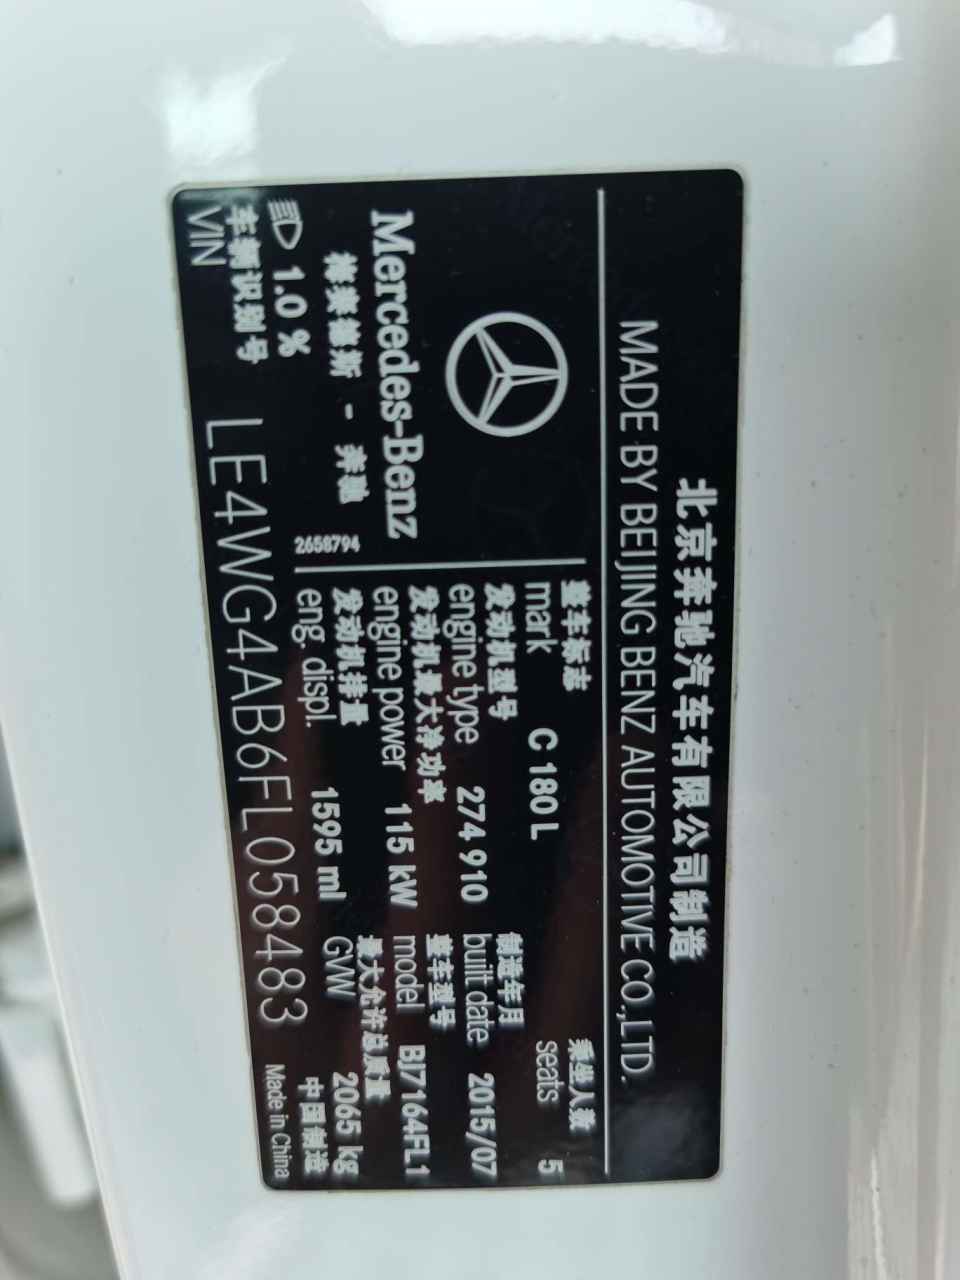 北京奔驰汽车有限公司制造
MADE BY BEIJING BENZ AUTOMOTIVE CO.,LTD.
Mercedes-Benz
梅赛德斯 - 奔驰
1.0 %
2658794
整车标志
mark C 180 L
乘坐人数
seats 5
发动机型号
engine type 274 910
制造年月
built date 2015/07
发动机最大净功率
engine power 115 kW
整车型号
model BJ7164FL1
发动机排量
eng. displ. 1595 ml
最大允许总质量
GVW 2065 kg
车辆识别号
VIN LE4WG4AB6FL058483
中国制造
Made in China